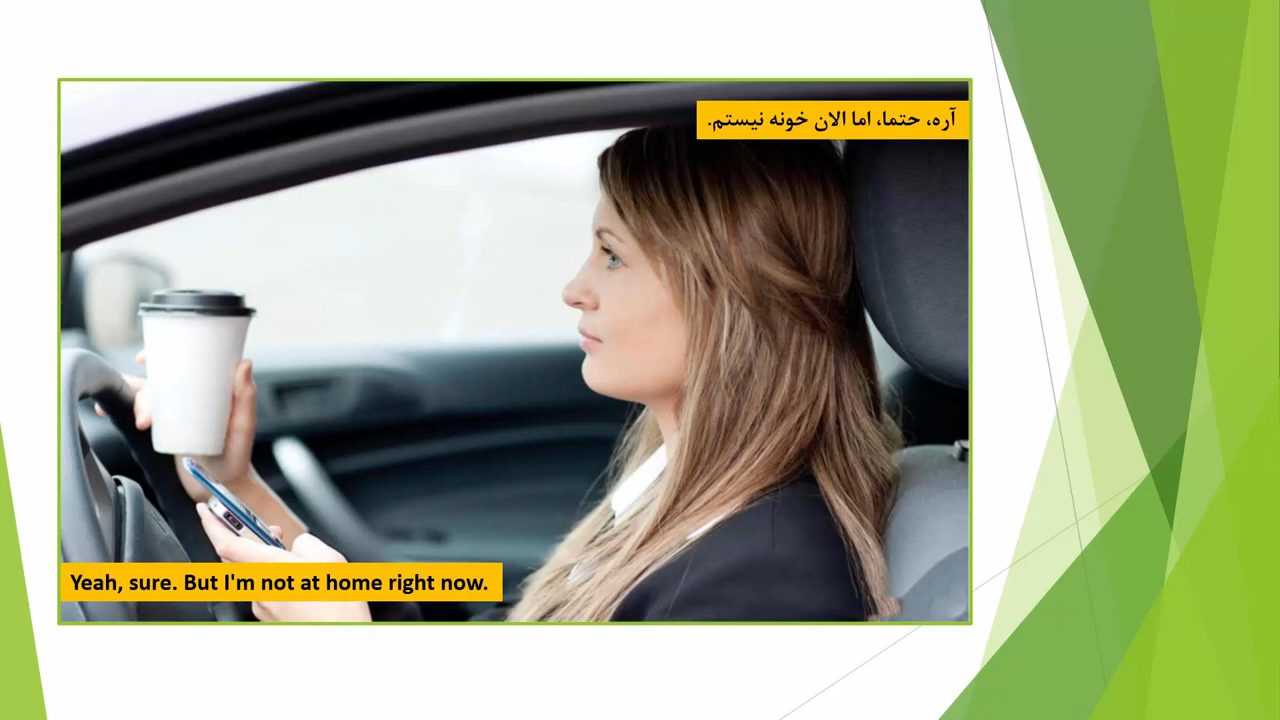 آره، حتما، اما الان خونه نیستم.
Yeah, sure. But I'm not at home right now.